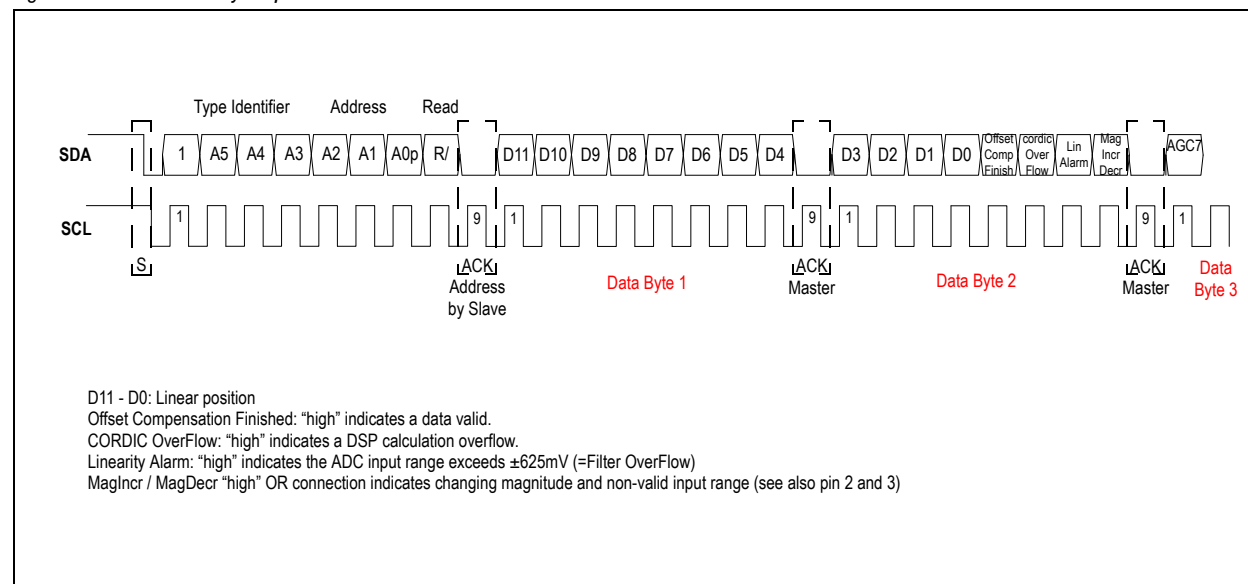 Type Identifier Address Read
SDA 1 A5 A4 A3 A2 A1 A0p R/ D11 D10 D9 D8 D7 D6 D5 D4 D3 D2 D1 D0 Offset Comp Finish cordic Over Flow Lin Alarm Mag Incr Decr AGC7
SCL 1 9 1 9 1 9 1
S ACK Address by Slave Data Byte 1 ACK Master Data Byte 2 ACK Master Data Byte 3
D11 - D0: Linear position
Offset Compensation Finished: “high” indicates a data valid.
CORDIC OverFlow: “high” indicates a DSP calculation overflow.
Linearity Alarm: “high” indicates the ADC input range exceeds ±625mV (=Filter OverFlow)
MagIncr / MagDecr “high” OR connection indicates changing magnitude and non-valid input range (see also pin 2 and 3)